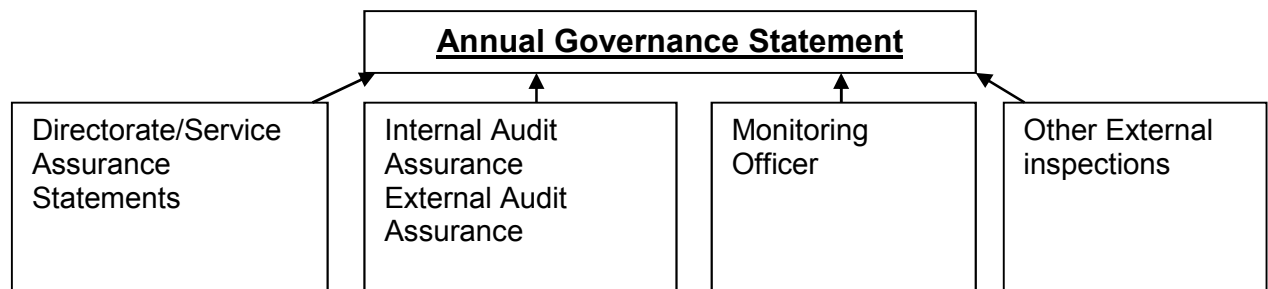 Annual Governance Statement
Directorate/Service
Assurance
Statements
Internal Audit
Assurance
External Audit
Assurance
Monitoring
Officer
Other External
inspections